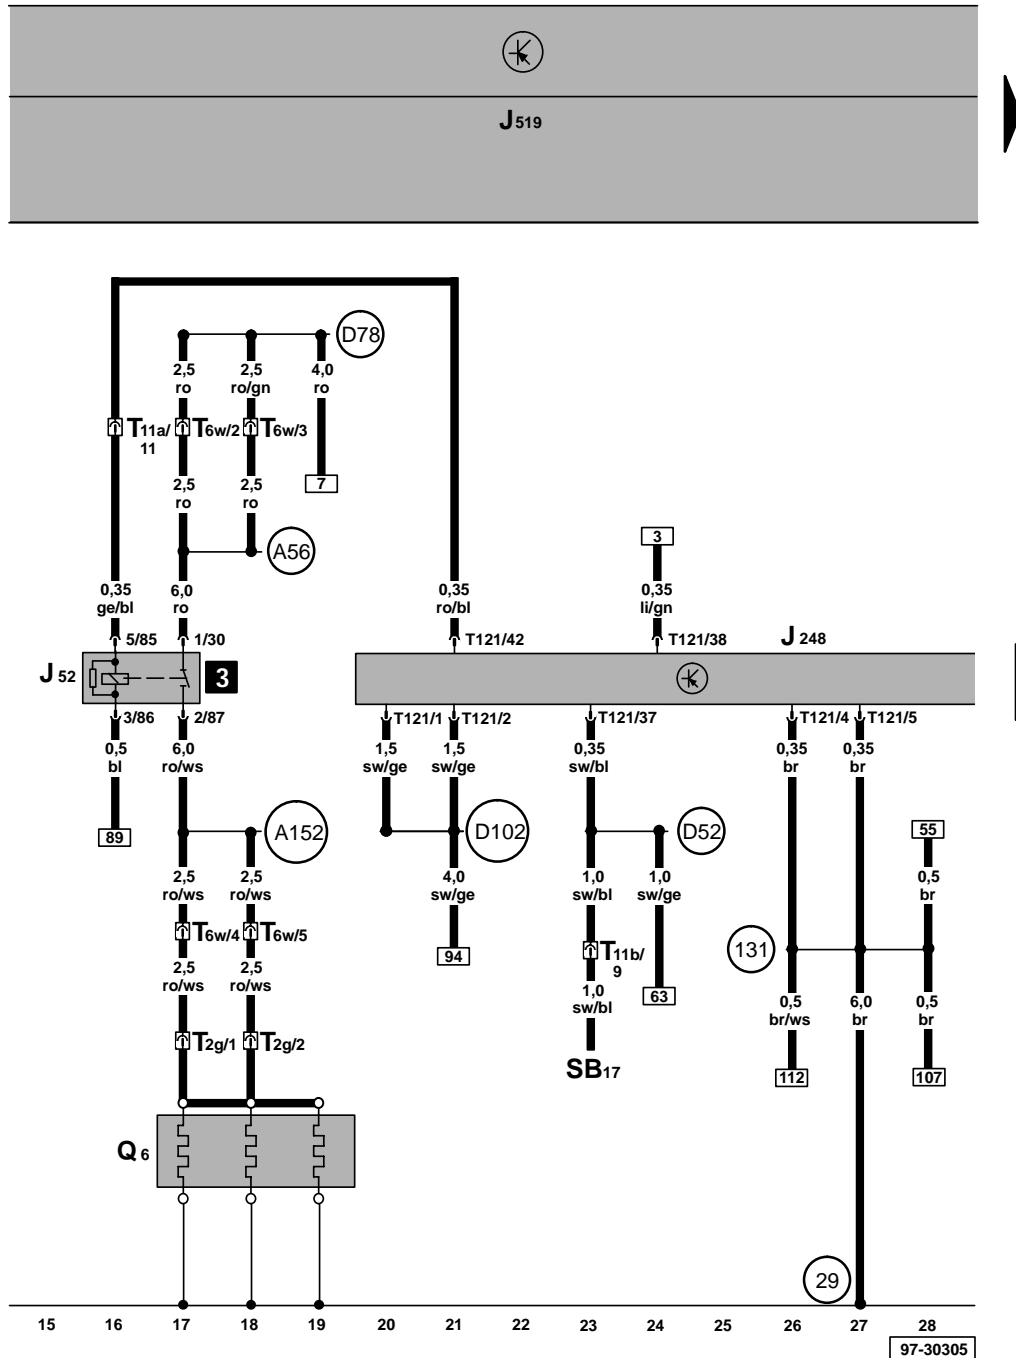 J 519
D78
2,5 2,5 4,0
ro ro/gn ro
T11a/11 T6w/2 T6w/3
7
2,5 2,5
ro ro
A56
3
0,35 6,0 0,35 0,35
ge/bl ro ro/bl li/gn
5/85 1/30 T121/42 T121/38 J 248
J 52 3
3/86 2/87 T121/1 T121/2 T121/37 T121/4 T121/5
0,5 6,0 1,5 1,5 0,35 0,35 0,35
bl ro/ws sw/ge sw/ge sw/bl br br
89 A152 D102 D52 55
2,5 2,5 4,0 1,0 1,0 0,5
ro/ws ro/ws sw/ge sw/bl sw/ge br
T6w/4 T6w/5 94 T11b/9 131
2,5 2,5 1,0 63 0,5 6,0 0,5
ro/ws ro/ws sw/bl br/ws br br
T2g/1 T2g/2
SB17 112 107
Q 6
29
15 16 17 18 19 20 21 22 23 24 25 26 27 28
97-30305